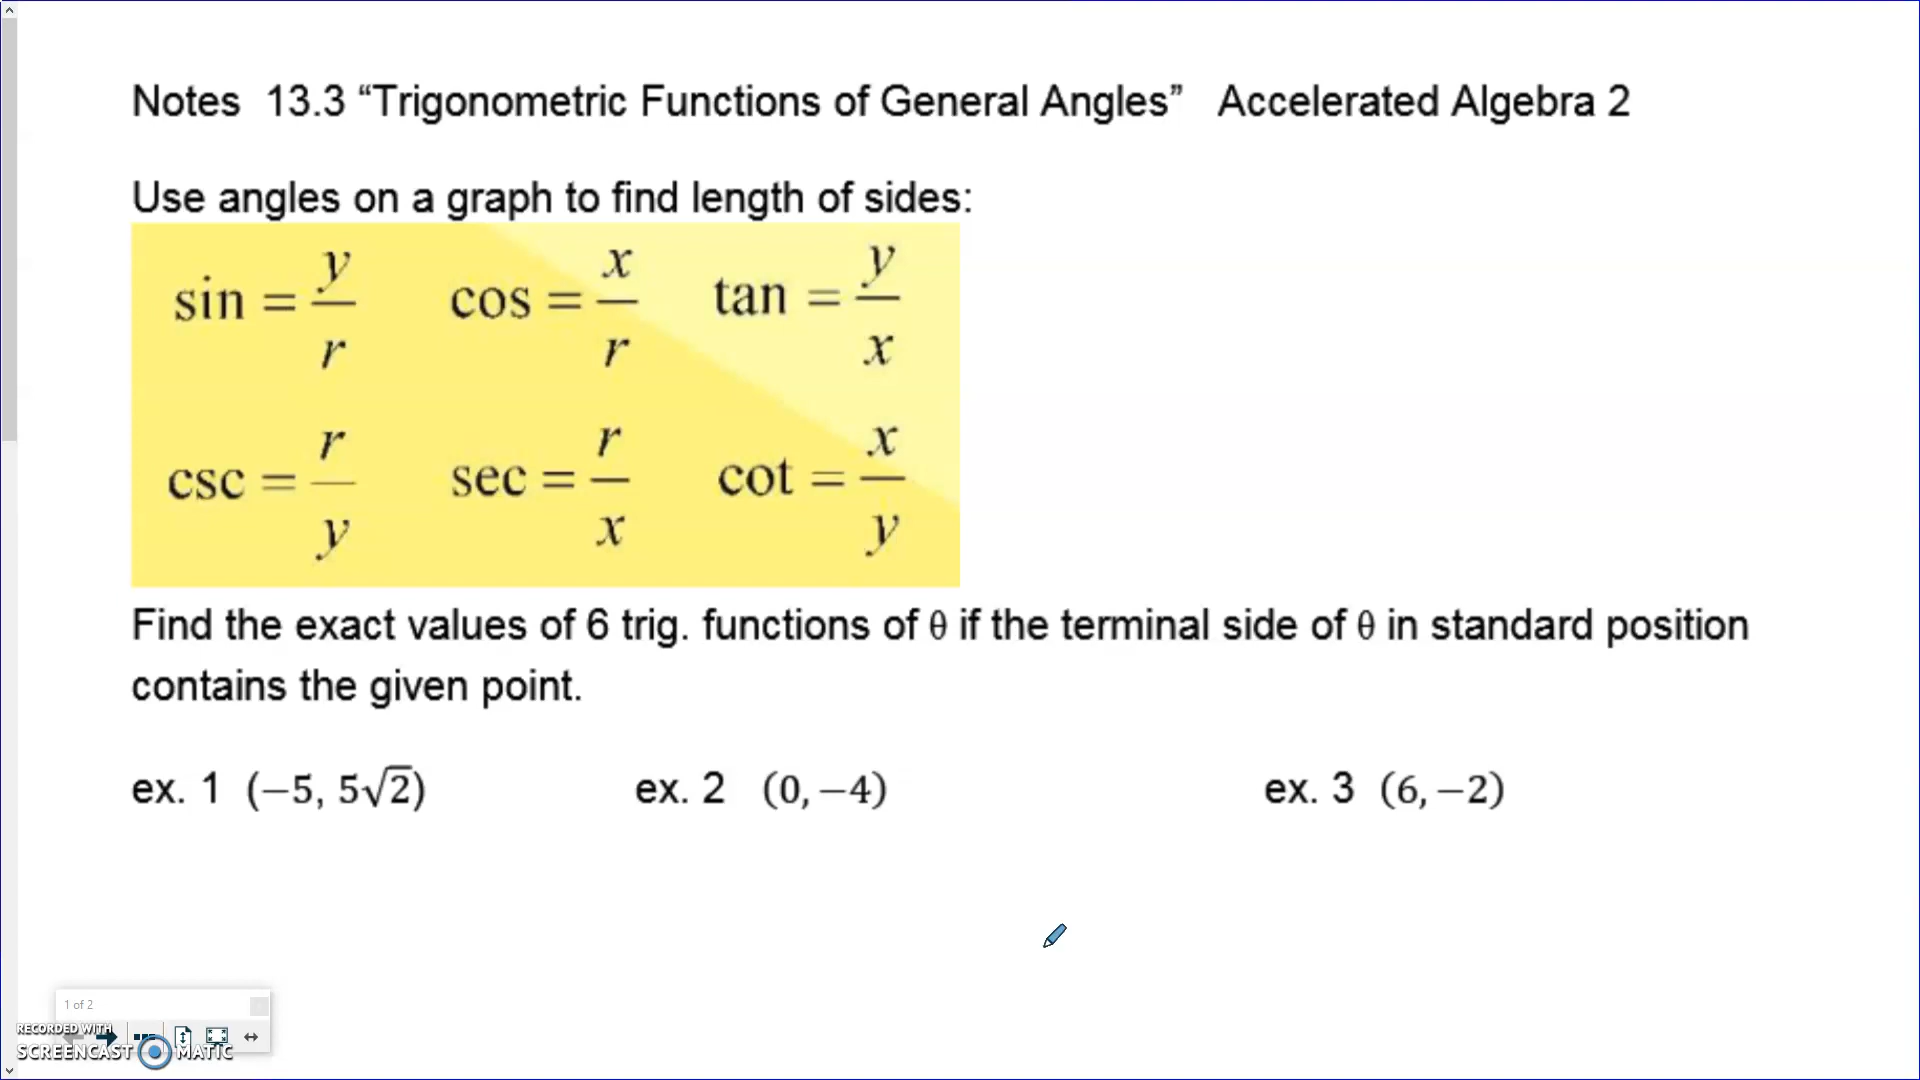 Notes  13.3 “Trigonometric Functions of General Angles”   Accelerated Algebra 2
Use angles on a graph to find length of sides:
sin = y/r   cos = x/r   tan = y/x
csc = r/y   sec = r/x   cot = x/y
Find the exact values of 6 trig. functions of θ if the terminal side of θ in standard position
contains the given point.
ex. 1  (−5, 5√2)   ex. 2   (0, −4)   ex. 3  (6, −2)
1 of 2
RECORDED WITH
SCREENCAST MATIC